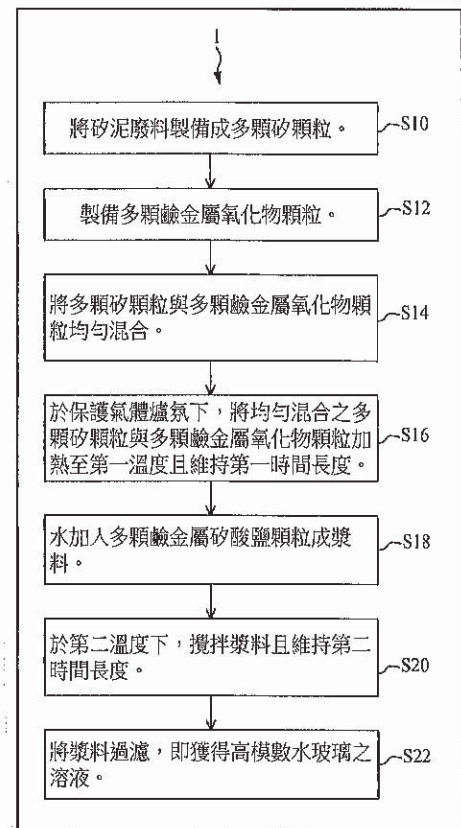 1
將矽泥廢料製備成多顆矽顆粒。
S10
製備多顆鹼金屬氧化物顆粒。
S12
將多顆矽顆粒與多顆鹼金屬氧化物顆
粒均勻混合。
S14
於保護氣體爐氛下，將均勻混合之多
顆矽顆粒與多顆鹼金屬氧化物顆粒加
熱至第一溫度且維持第一時間長度。
S16
水加入多顆鹼金屬矽酸鹽顆粒成漿
料。
S18
於第二溫度下，攪拌漿料且維持第二
時間長度。
S20
將漿料過濾，即獲得高模數水玻璃之
溶液。
S22